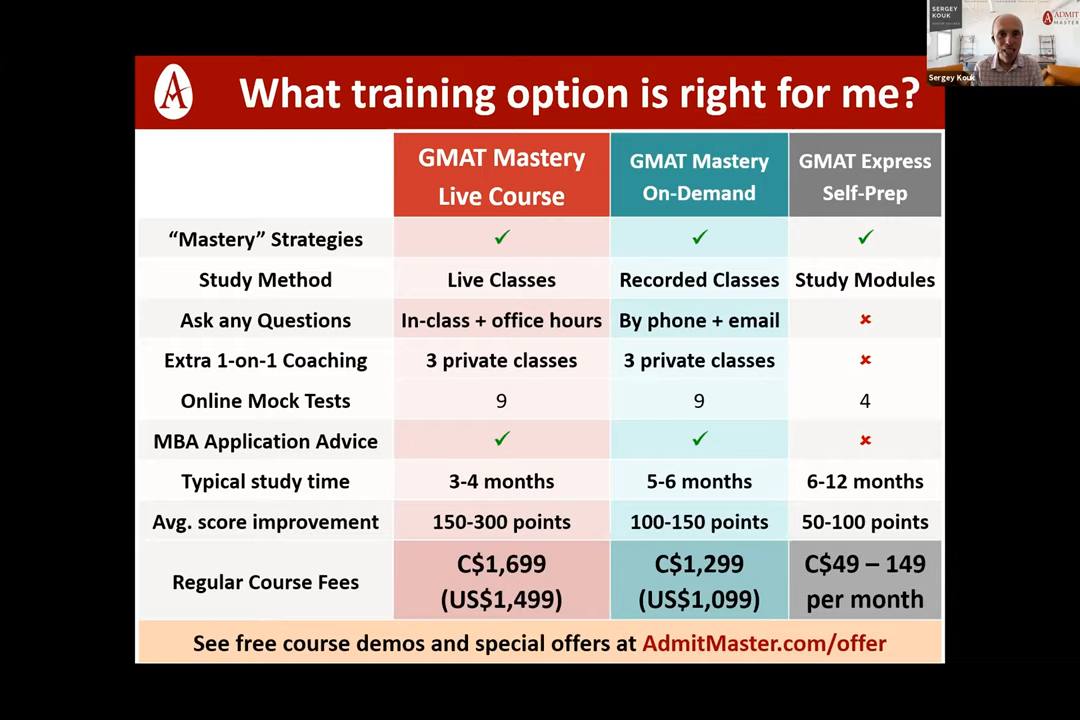 SERGEY
KOUK
ADMIT
MASTER
Sergey Kouk
What training option is right for me?
GMAT Mastery
Live Course
GMAT Mastery
On-Demand
GMAT Express
Self-Prep
“Mastery” Strategies ✓ ✓ ✓
Study Method Live Classes Recorded Classes Study Modules
Ask any Questions In-class + office hours By phone + email ✘
Extra 1-on-1 Coaching 3 private classes 3 private classes ✘
Online Mock Tests 9 9 4
MBA Application Advice ✓ ✓ ✘
Typical study time 3-4 months 5-6 months 6-12 months
Avg. score improvement 150-300 points 100-150 points 50-100 points
Regular Course Fees
C$1,699
(US$1,499)
C$1,299
(US$1,099)
C$49 – 149
per month
See free course demos and special offers at AdmitMaster.com/offer